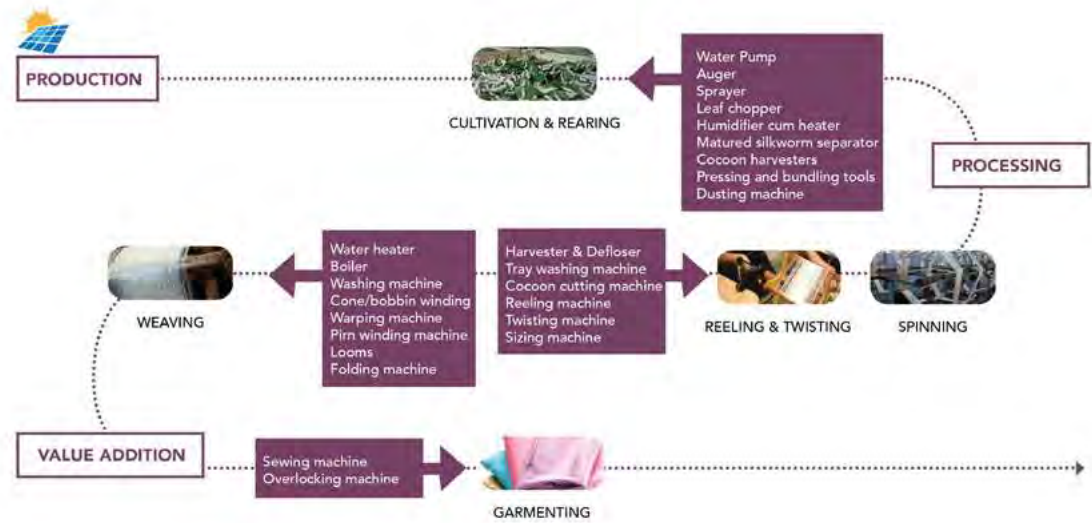 PRODUCTION
CULTIVATION & REARING
Water Pump
Auger
Sprayer
Leaf chopper
Humidifier cum heater
Matured silkworm separator
Cocoon harvesters
Pressing and bundling tools
Dusting machine
PROCESSING
WEAVING
Water heater
Boiler
Washing machine
Cone/bobbin winding
Warping machine
Pirn winding machine
Looms
Folding machine
Harvester & Defloser
Tray washing machine
Cocoon cutting machine
Reeling machine
Twisting machine
Sizing machine
REELING & TWISTING
SPINNING
VALUE ADDITION
Sewing machine
Overlocking machine
GARMENTING